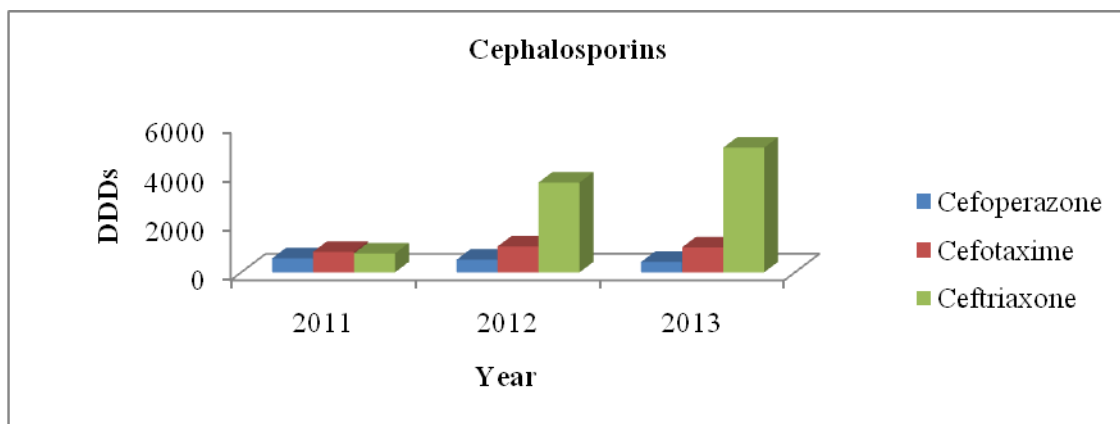 Cephalosporins
6000
4000
2000
0
DDDs
2011 2012 2013
Year
Cefoperazone
Cefotaxime
Ceftriaxone